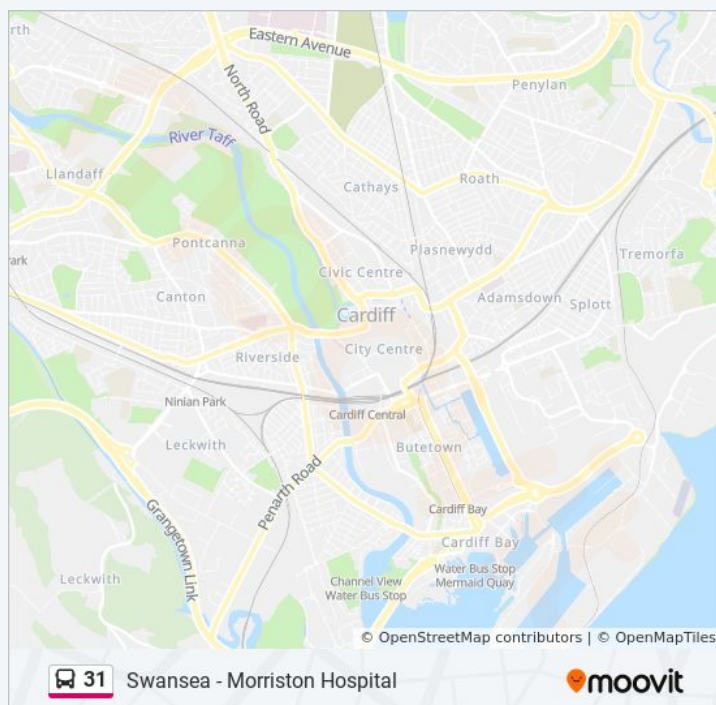 Eastern Avenue
orth
Penylan
North Road
River Taff
Llandaff
Cathays
Roath
Pontcanna
Plasnewydd
Tremorfa
ark
Civic Centre
Canton
Adamsdown
Splott
Cardiff
City Centre
Riverside
Ninian Park
Cardiff Central
Leckwith
Butetown
Penarth Road
Grangetown Link
Cardiff Bay
Cardiff Bay
Leckwith
Channel View
Water Bus Stop
Water Bus Stop
Mermaid Quay
© OpenStreetMap contributors | © OpenMapTiles
31 Swansea - Morriston Hospital
moovit